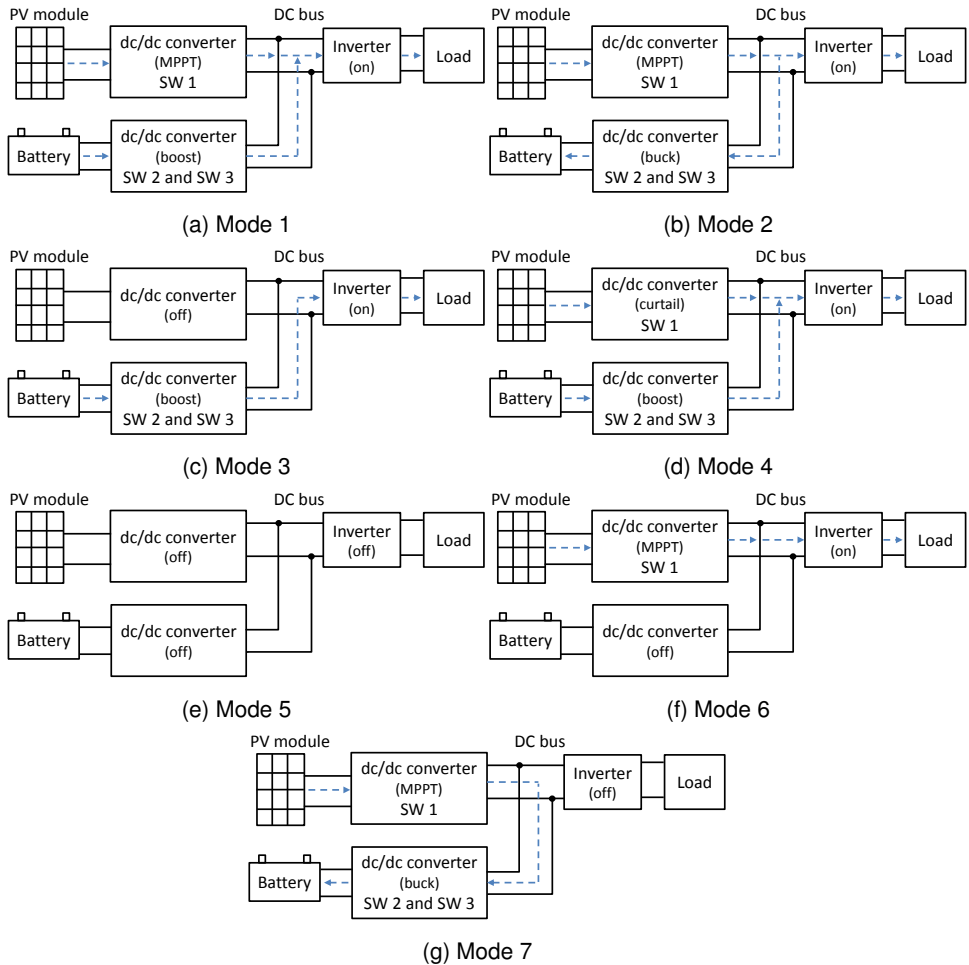 PV module
DC bus
dc/dc converter
(MPPT)
SW 1
Inverter
(on)
Load
Battery
dc/dc converter
(boost)
SW 2 and SW 3
(a) Mode 1
PV module
DC bus
dc/dc converter
(MPPT)
SW 1
Inverter
(on)
Load
Battery
dc/dc converter
(buck)
SW 2 and SW 3
(b) Mode 2
PV module
DC bus
dc/dc converter
(off)
Inverter
(on)
Load
Battery
dc/dc converter
(boost)
SW 2 and SW 3
(c) Mode 3
PV module
DC bus
dc/dc converter
(curtail)
SW 1
Inverter
(on)
Load
Battery
dc/dc converter
(boost)
SW 2 and SW 3
(d) Mode 4
PV module
DC bus
dc/dc converter
(off)
Inverter
(off)
Load
Battery
dc/dc converter
(off)
(e) Mode 5
PV module
DC bus
dc/dc converter
(MPPT)
SW 1
Inverter
(on)
Load
Battery
dc/dc converter
(off)
(f) Mode 6
PV module
DC bus
dc/dc converter
(MPPT)
SW 1
Inverter
(off)
Load
Battery
dc/dc converter
(buck)
SW 2 and SW 3
(g) Mode 7